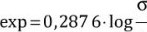 exp = 0,287 6·log σ